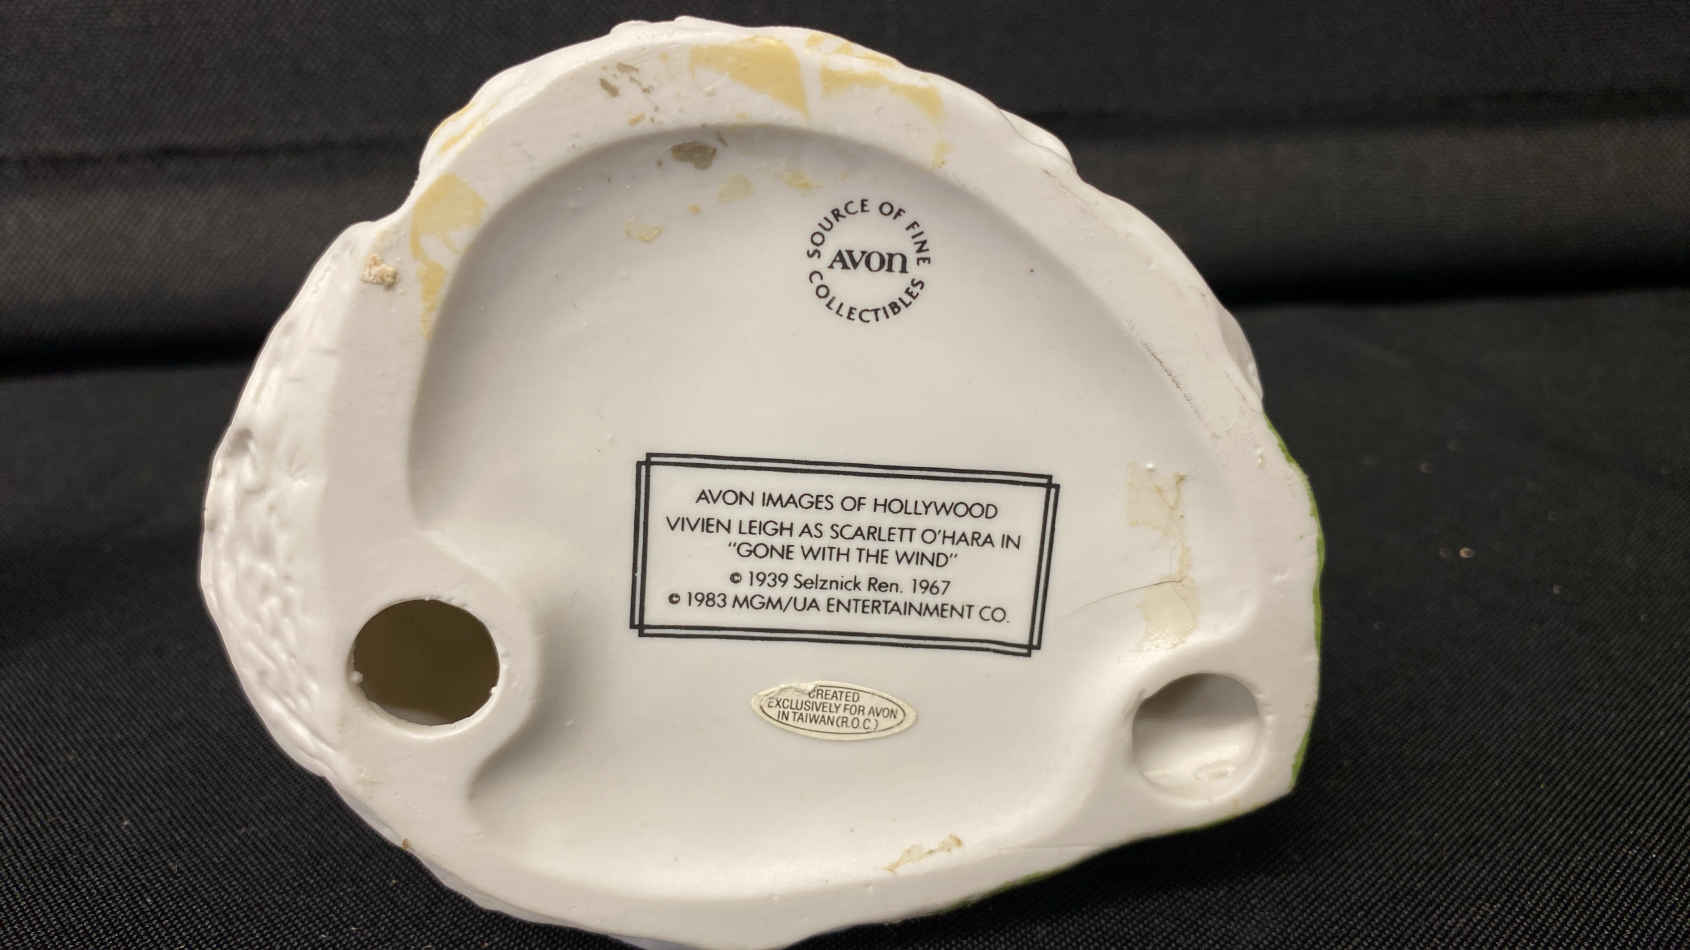 SOURCE OF FINE
AVON
COLLECTIBLES
AVON IMAGES OF HOLLYWOOD
VIVIEN LEIGH AS SCARLETT O'HARA IN
"GONE WITH THE WIND"
© 1939 Selznick Ren. 1967
© 1983 MGM/UA ENTERTAINMENT CO.
CREATED
EXCLUSIVELY FOR AVON
IN TAIWAN (R.O.C.)